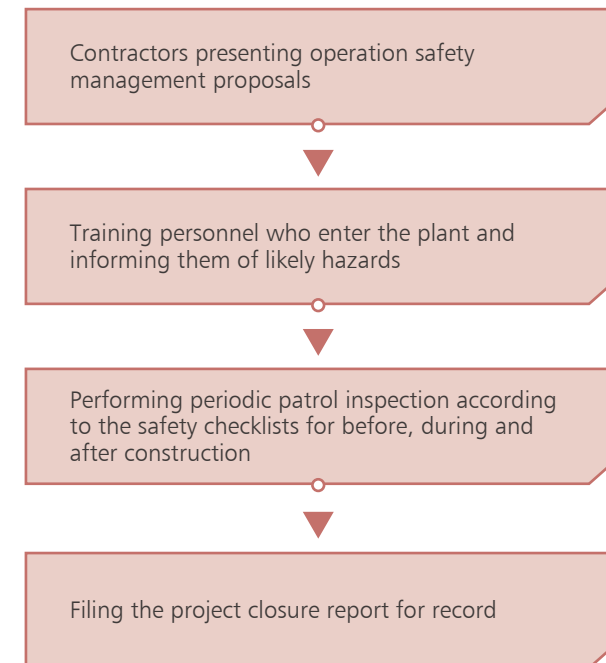 Contractors presenting operation safety
management proposals
Training personnel who enter the plant and
informing them of likely hazards
Performing periodic patrol inspection according
to the safety checklists for before, during and
after construction
Filing the project closure report for record